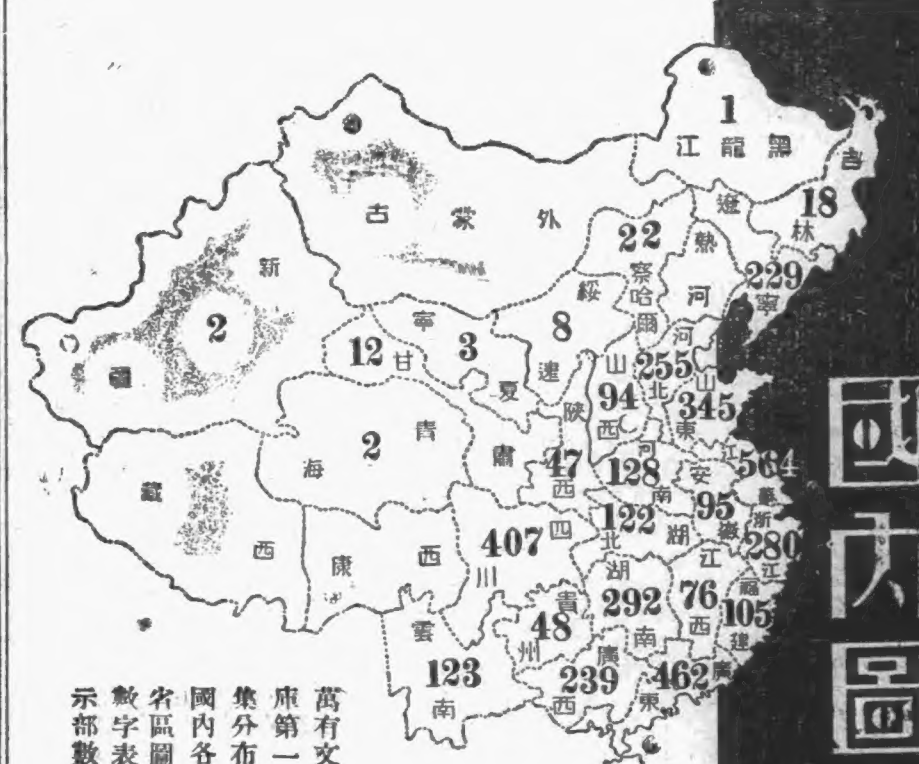 國內圖
黑龍江
1
吉林
18
遼寧
229
熱河
察哈爾
22
綏遠
8
外蒙古
新疆
2
寧夏
3
甘肅
12
青海
2
西藏
西康
陝西
47
山西
94
河北
255
山東
345
河南
128
江蘇
564
安徽
95
浙江
280
湖北
122
四川
407
湖南
292
江西
76
福建
105
貴州
48
雲南
123
廣西
239
廣東
462
萬有文
庫第一
集分布
國內各
省區圖
數字表
示部數